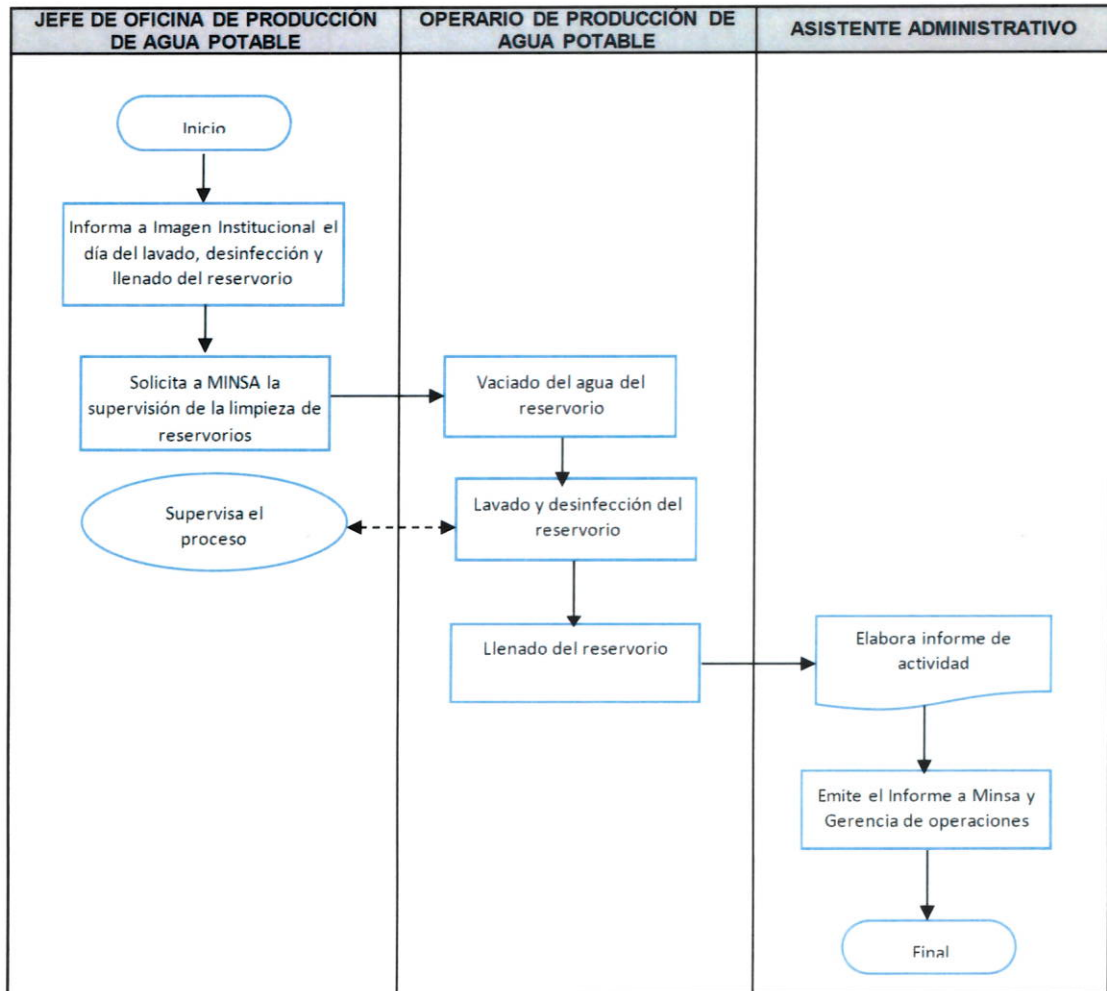 JEFE DE OFICINA DE PRODUCCIÓN
DE AGUA POTABLE
OPERARIO DE PRODUCCIÓN DE
AGUA POTABLE
ASISTENTE ADMINISTRATIVO
Inicio
Informa a Imagen Institucional el
día del lavado, desinfección y
llenado del reservorio
Solicita a MINSA la
supervisión de la limpieza de
reservorios
Vaciado del agua del
reservorio
Supervisa el
proceso
Lavado y desinfección del
reservorio
Llenado del reservorio
Elabora informe de
actividad
Emite el Informe a Minsa y
Gerencia de operaciones
Final